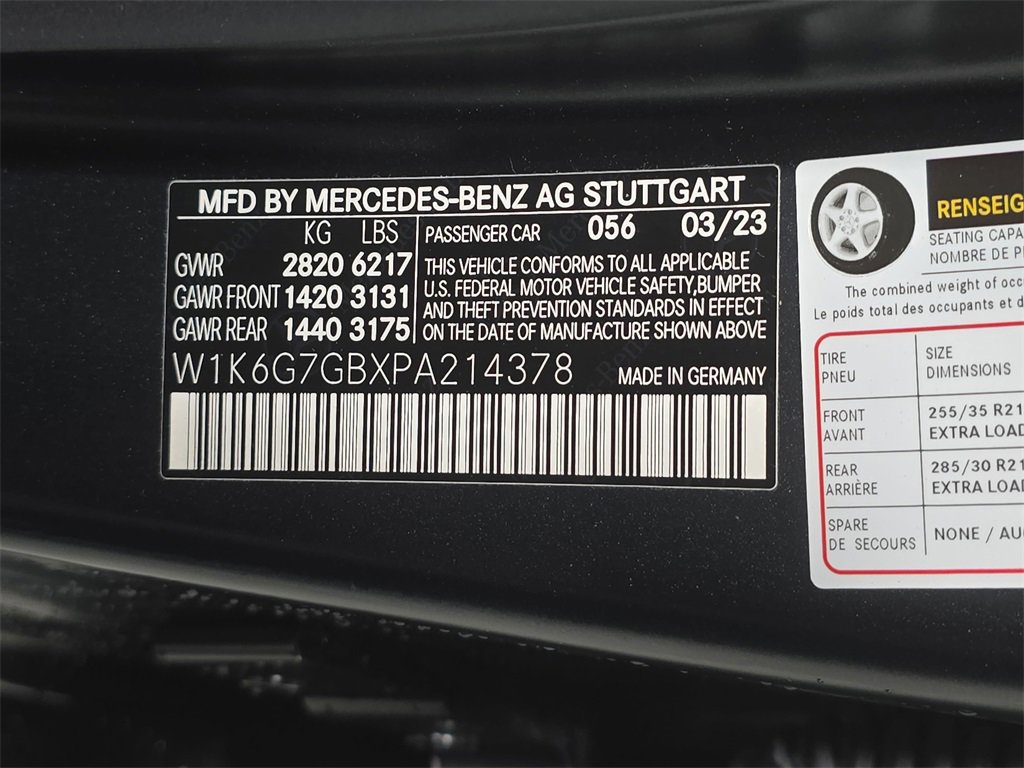 MFD BY MERCEDES-BENZ AG STUTTGART
KG LBS
GVWR 2820 6217
GAWR FRONT 1420 3131
GAWR REAR 1440 3175
PASSENGER CAR 056 03/23
THIS VEHICLE CONFORMS TO ALL APPLICABLE
U.S. FEDERAL MOTOR VEHICLE SAFETY,BUMPER
AND THEFT PREVENTION STANDARDS IN EFFECT
ON THE DATE OF MANUFACTURE SHOWN ABOVE
W1K6G7GBXPA214378 MADE IN GERMANY
RENSEIG
SEATING CAPA
NOMBRE DE P
The combined weight of occ
Le poids total des occupants et d
TIRE
PNEU
SIZE
DIMENSIONS
FRONT
AVANT
255/35 R21
EXTRA LOAD
REAR
ARRIÈRE
285/30 R21
EXTRA LOAD
SPARE
DE SECOURS
NONE / AU